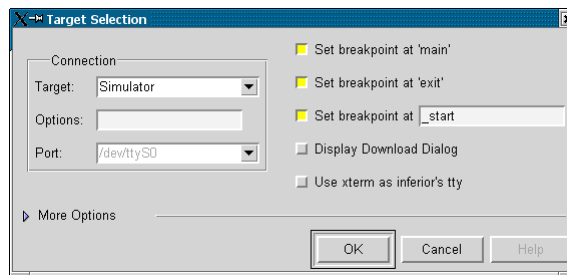 Target Selection
Connection
Target: Simulator
Options:
Port: /dev/ttyS0
Set breakpoint at 'main'
Set breakpoint at 'exit'
Set breakpoint at _start
Display Download Dialog
Use xterm as inferior's tty
More Options
OK Cancel Help